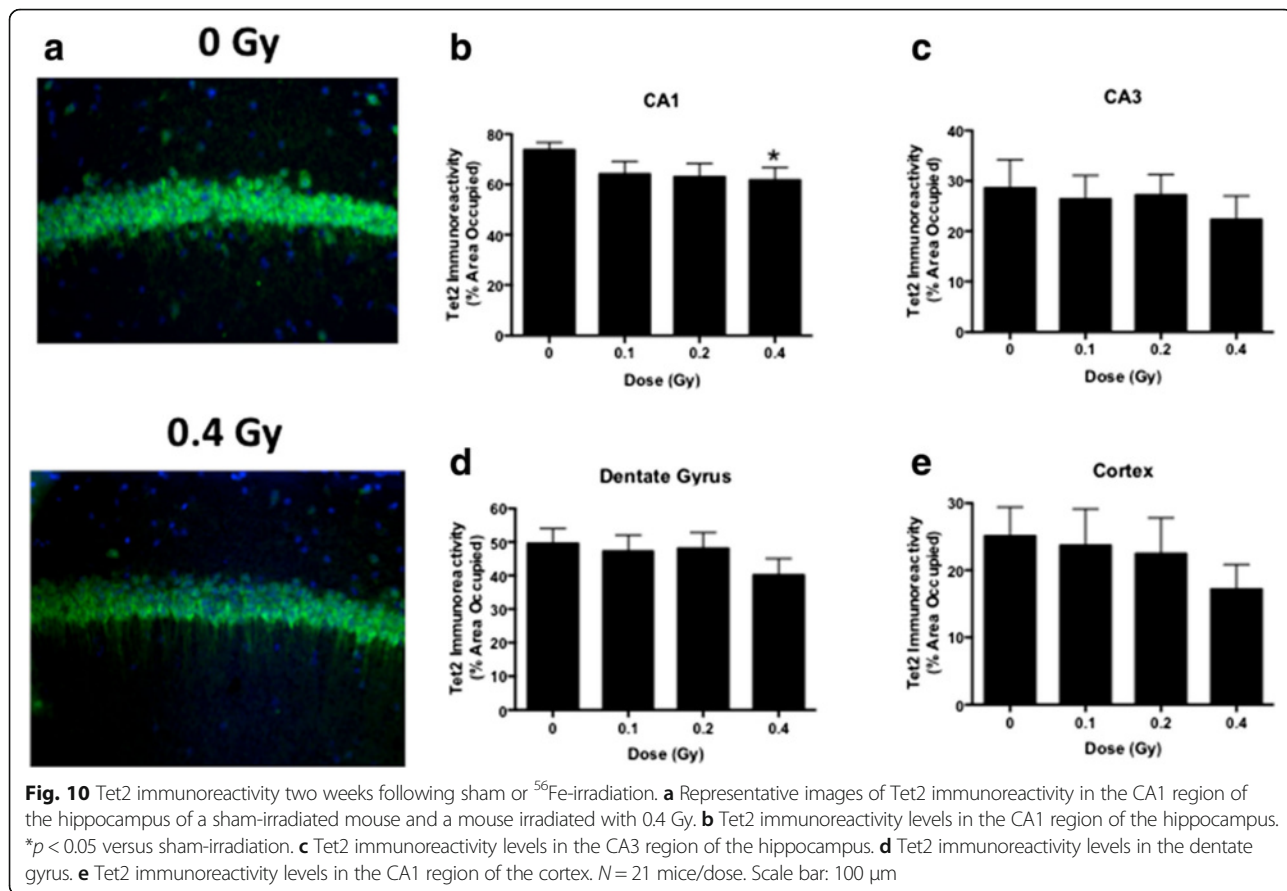 a
0 Gy
0.4 Gy
b
CA1
Tet2 Immunoreactivity
(% Area Occupied)
80
60
40
20
0
*
0 0.1 0.2 0.4
Dose (Gy)
c
CA3
Tet2 Immunoreactivity
(% Area Occupied)
40
30
20
10
0
0 0.1 0.2 0.4
Dose (Gy)
d
Dentate Gyrus
Tet2 Immunoreactivity
(% Area Occupied)
60
50
40
30
20
10
0
0 0.1 0.2 0.4
Dose (Gy)
e
Cortex
Tet2 Immunoreactivity
(% Area Occupied)
30
20
10
0
0 0.1 0.2 0.4
Dose (Gy)
Fig. 10 Tet2 immunoreactivity two weeks following sham or ⁵⁶Fe-irradiation. a Representative images of Tet2 immunoreactivity in the CA1 region of
the hippocampus of a sham-irradiated mouse and a mouse irradiated with 0.4 Gy. b Tet2 immunoreactivity levels in the CA1 region of the hippocampus.
*p < 0.05 versus sham-irradiation. c Tet2 immunoreactivity levels in the CA3 region of the hippocampus. d Tet2 immunoreactivity levels in the dentate
gyrus. e Tet2 immunoreactivity levels in the CA1 region of the cortex. N = 21 mice/dose. Scale bar: 100 μm